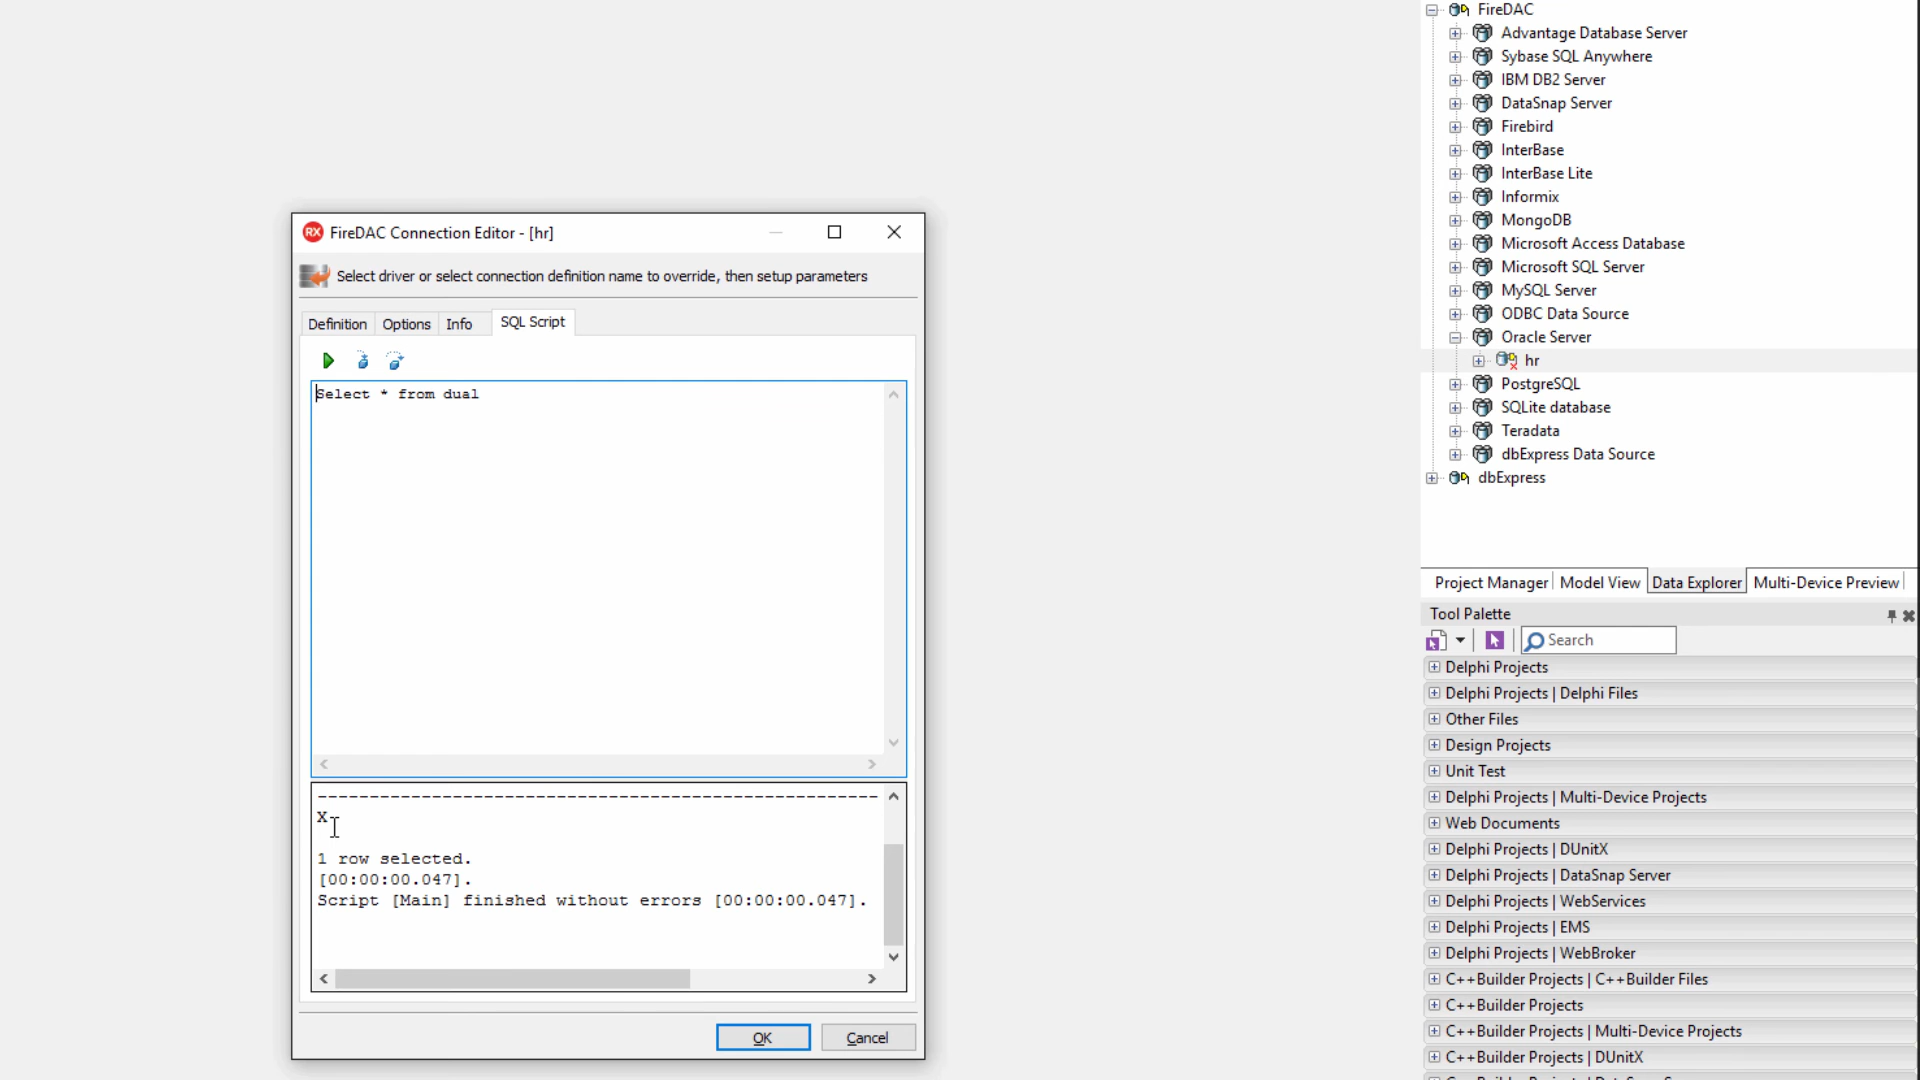 FireDAC
Advantage Database Server
Sybase SQL Anywhere
IBM DB2 Server
DataSnap Server
Firebird
InterBase
InterBase Lite
Informix
MongoDB
Microsoft Access Database
Microsoft SQL Server
MySQL Server
ODBC Data Source
Oracle Server
hr
PostgreSQL
SQLite database
Teradata
dbExpress Data Source
dbExpress
RX FireDAC Connection Editor - [hr]
Select driver or select connection definition name to override, then setup parameters
Definition Options Info SQL Script
Select * from dual
--------------------------------------------------------
X
1 row selected.
[00:00:00.047].
Script [Main] finished without errors [00:00:00.047].
OK Cancel
Project Manager Model View Data Explorer Multi-Device Preview
Tool Palette
Search
Delphi Projects
Delphi Projects | Delphi Files
Other Files
Design Projects
Unit Test
Delphi Projects | Multi-Device Projects
Web Documents
Delphi Projects | DUnitX
Delphi Projects | DataSnap Server
Delphi Projects | WebServices
Delphi Projects | EMS
Delphi Projects | WebBroker
C++Builder Projects | C++Builder Files
C++Builder Projects
C++Builder Projects | Multi-Device Projects
C++Builder Projects | DUnitX